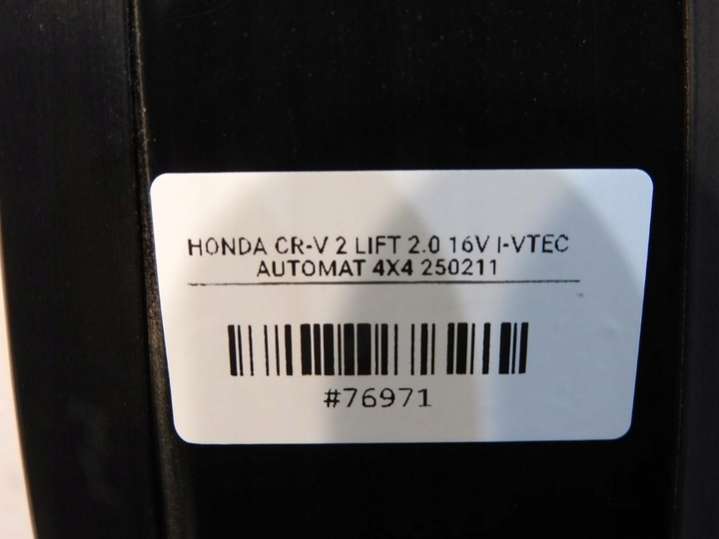 HONDA CR-V 2 LIFT 2.0 16V I-VTEC
AUTOMAT 4X4 250211
#76971